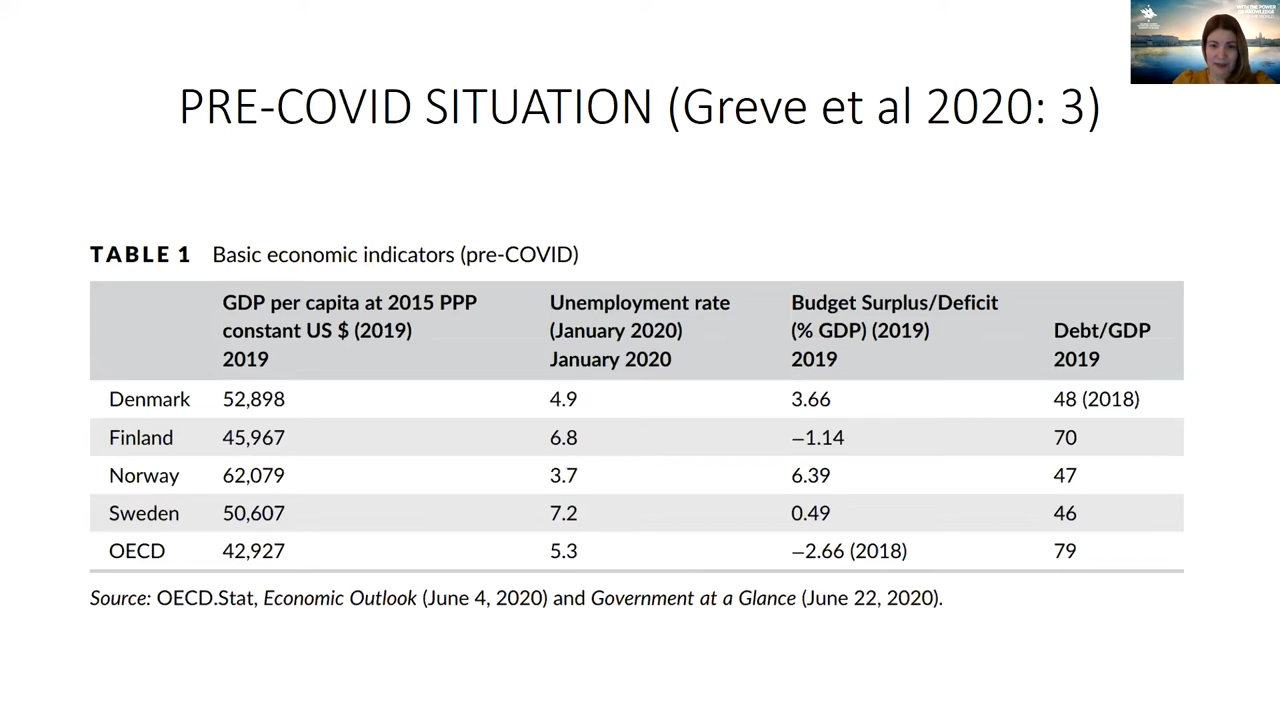 WITH THE POWER
OF KNOWLEDGE
PRE-COVID SITUATION (Greve et al 2020: 3)
TABLE 1 Basic economic indicators (pre-COVID)
GDP per capita at 2015 PPP constant US $ (2019) 2019 Unemployment rate (January 2020) January 2020 Budget Surplus/Deficit (% GDP) (2019) 2019 Debt/GDP 2019
Denmark 52,898 4.9 3.66 48 (2018)
Finland 45,967 6.8 −1.14 70
Norway 62,079 3.7 6.39 47
Sweden 50,607 7.2 0.49 46
OECD 42,927 5.3 −2.66 (2018) 79
Source: OECD.Stat, Economic Outlook (June 4, 2020) and Government at a Glance (June 22, 2020).